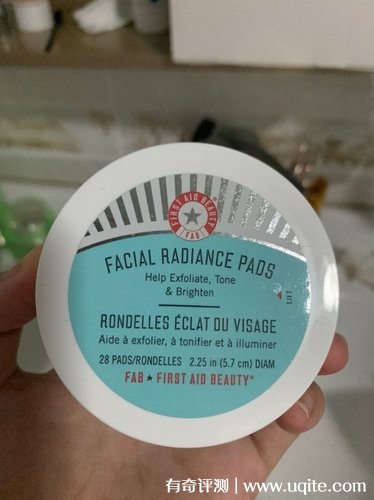 FIRST AID BEAUTY
FAB
FACIAL RADIANCE PADS
Help Exfoliate, Tone
& Brighten
LIFT
RONDELLES ÉCLAT DU VISAGE
Aide à exfolier, à tonifier et à illuminer
28 PADS/RONDELLES 2.25 in (5.7 cm) DIAM
FAB ★ FIRST AID BEAUTY®
有奇评测 | www.uqite.com